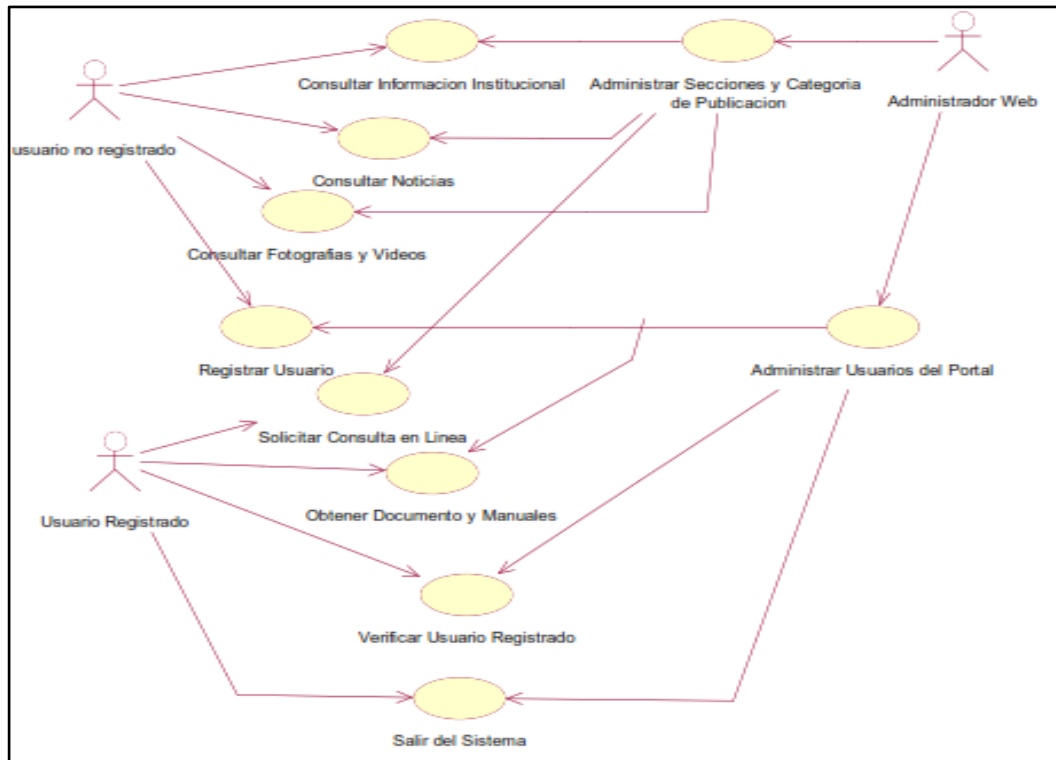 Consultar Informacion Institucional
Administrar Secciones y Categoria
de Publicacion
Administrador Web
usuario no registrado
Consultar Noticias
Consultar Fotografias y Videos
Registrar Usuario
Administrar Usuarios del Portal
Solicitar Consulta en Linea
Obtener Documento y Manuales
Usuario Registrado
Verificar Usuario Registrado
Salir del Sistema